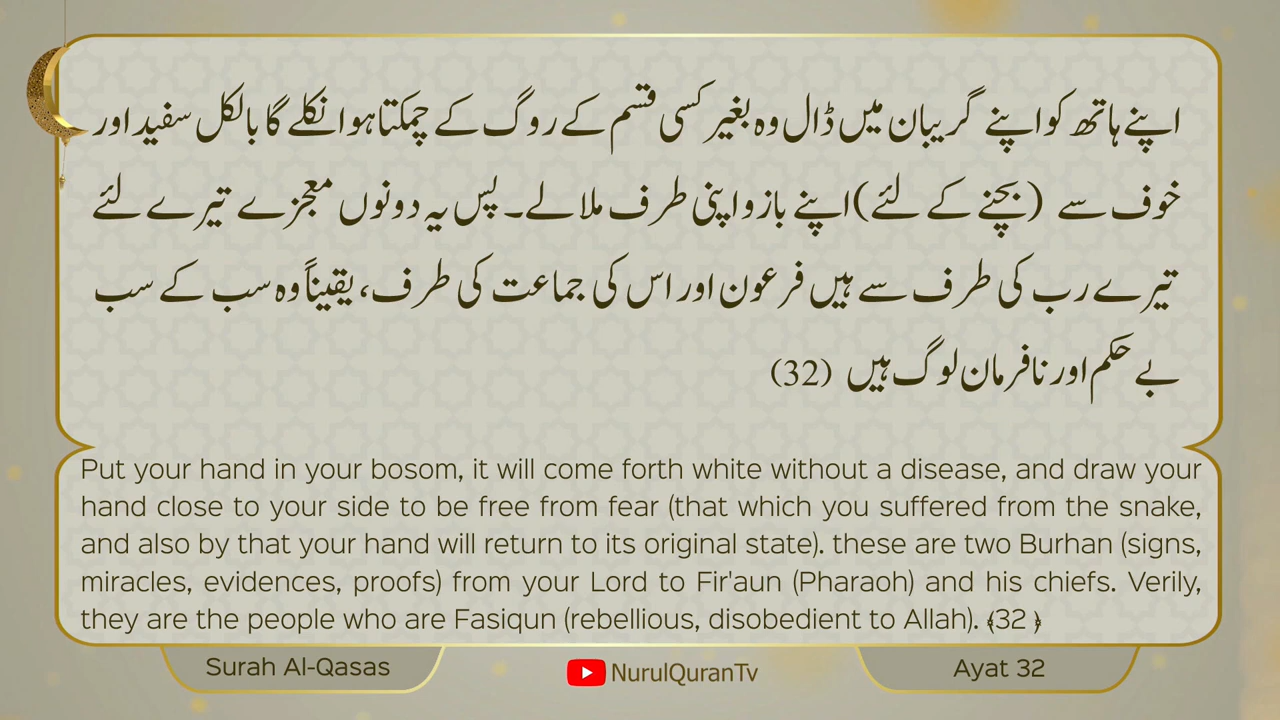 اپنے ہاتھ کو اپنے گریبان میں ڈال وہ بغیر کسی قسم کے روگ کے چمکتا ہوا نکلے گا بالکل سفید اور
خوف سے (بچنے کے لئے) اپنے بازو اپنی طرف ملا لے۔ پس یہ دونوں معجزے تیرے لئے
تیرے رب کی طرف سے ہیں فرعون اور اس کی جماعت کی طرف، یقیناً وہ سب کے سب
بے حکم اور نافرمان لوگ ہیں (32)
Put your hand in your bosom, it will come forth white without a disease, and draw your
hand close to your side to be free from fear (that which you suffered from the snake,
and also by that your hand will return to its original state). these are two Burhan (signs,
miracles, evidences, proofs) from your Lord to Fir'aun (Pharaoh) and his chiefs. Verily,
they are the people who are Fasiqun (rebellious, disobedient to Allah). ﴾32 ﴿
Surah Al-Qasas
NurulQuranTv
Ayat 32